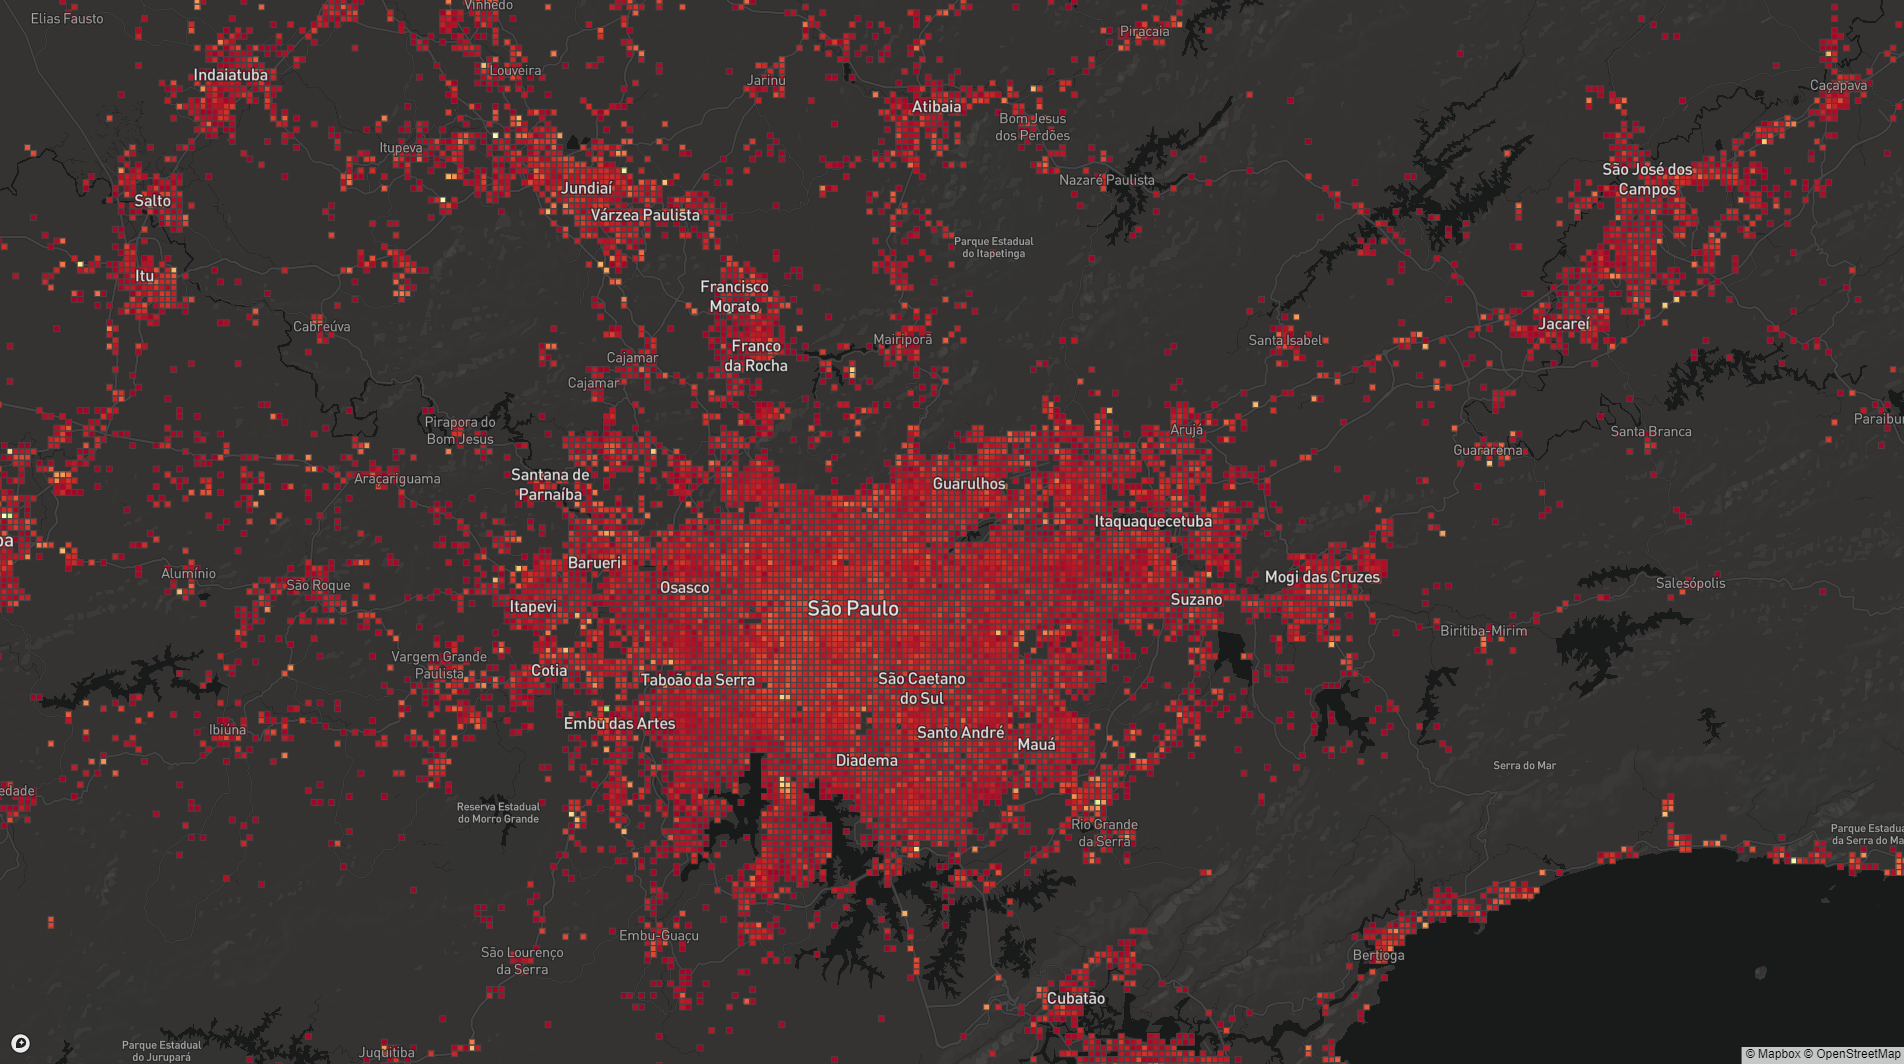 Elias Fausto
Vinhedo
Piracaia
Indaiatuba
Louveira
Jarinu
Caçapava
Atibaia
Bom Jesus
dos Perdões
Itupeva
São José dos
Campos
Nazaré Paulista
Jundiaí
Salto
Várzea Paulista
Parque Estadual
do Itapetinga
Itu
Francisco
Morato
Cabreúva
Jacareí
Mairiporã
Santa Isabel
Franco
da Rocha
Cajamar
Cajamar
Pirapora do
Bom Jesus
Arujá
Paraibu
Santa Branca
Guararema
Araçariguama
Santana de
Parnaíba
Guarulhos
Itaquaquecetuba
ba
Barueri
Alumínio
São Roque
Osasco
Mogi das Cruzes
Salesópolis
Itapevi
São Paulo
Suzano
Biritiba-Mirim
Vargem Grande
Paulista
Cotia
Taboão da Serra
São Caetano
do Sul
Ibiúna
Embu das Artes
Santo André
Mauá
Diadema
Serra do Mar
edade
Reserva Estadual
do Morro Grande
Rio Grande
da Serra
Parque Estadua
da Serra do Ma
Embu-Guaçu
São Lourenço
da Serra
Bertioga
Cubatão
Parque Estadual
do Jurupará
Juquitiba
© Mapbox © OpenStreetMap